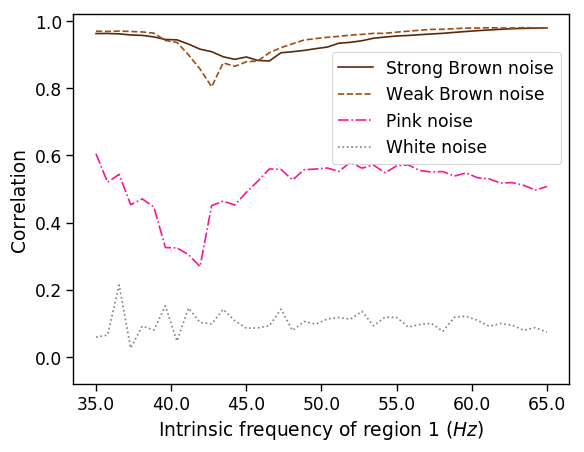 1.0
0.8
0.6
0.4
0.2
0.0
Correlation
Strong Brown noise
Weak Brown noise
Pink noise
White noise
35.0 40.0 45.0 50.0 55.0 60.0 65.0
Intrinsic frequency of region 1 (Hz)